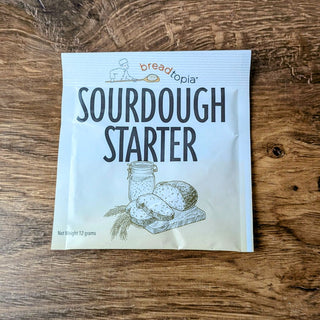 breadtopia
SOURDOUGH
STARTER
Net Weight 12 grams